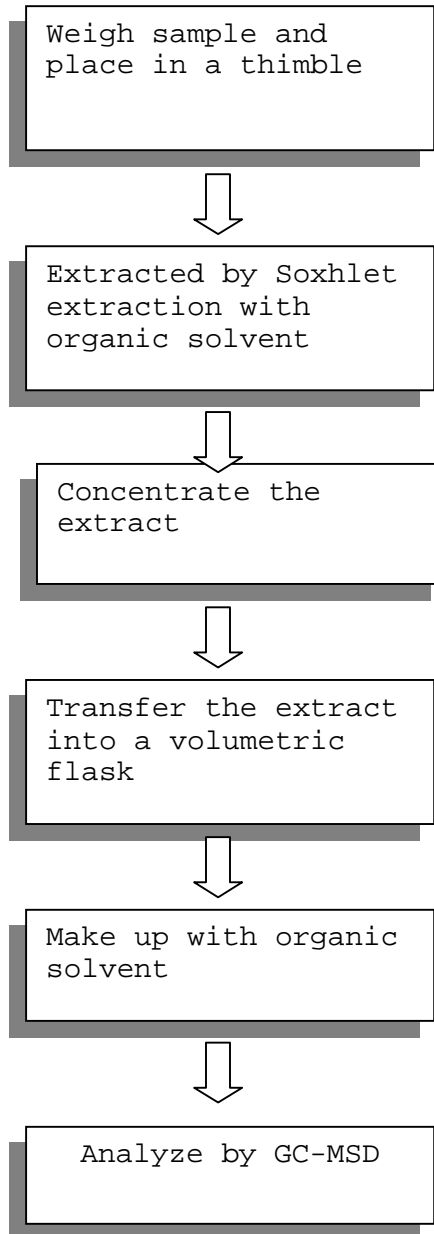 Weigh sample and
place in a thimble
Extracted by Soxhlet
extraction with
organic solvent
Concentrate the
extract
Transfer the extract
into a volumetric
flask
Make up with organic
solvent
Analyze by GC-MSD